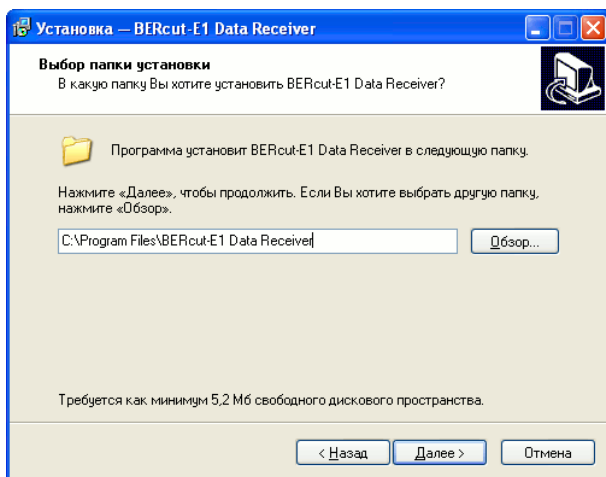 Установка — BERcut-E1 Data Receiver
Выбор папки установки
В какую папку Вы хотите установить BERcut-E1 Data Receiver?
Программа установит BERcut-E1 Data Receiver в следующую папку.
Нажмите «Далее», чтобы продолжить. Если Вы хотите выбрать другую папку,
нажмите «Обзор».
C:\Program Files\BERcut-E1 Data Receiver
Обзор...
Требуется как минимум 5,2 Мб свободного дискового пространства.
< Назад
Далее >
Отмена